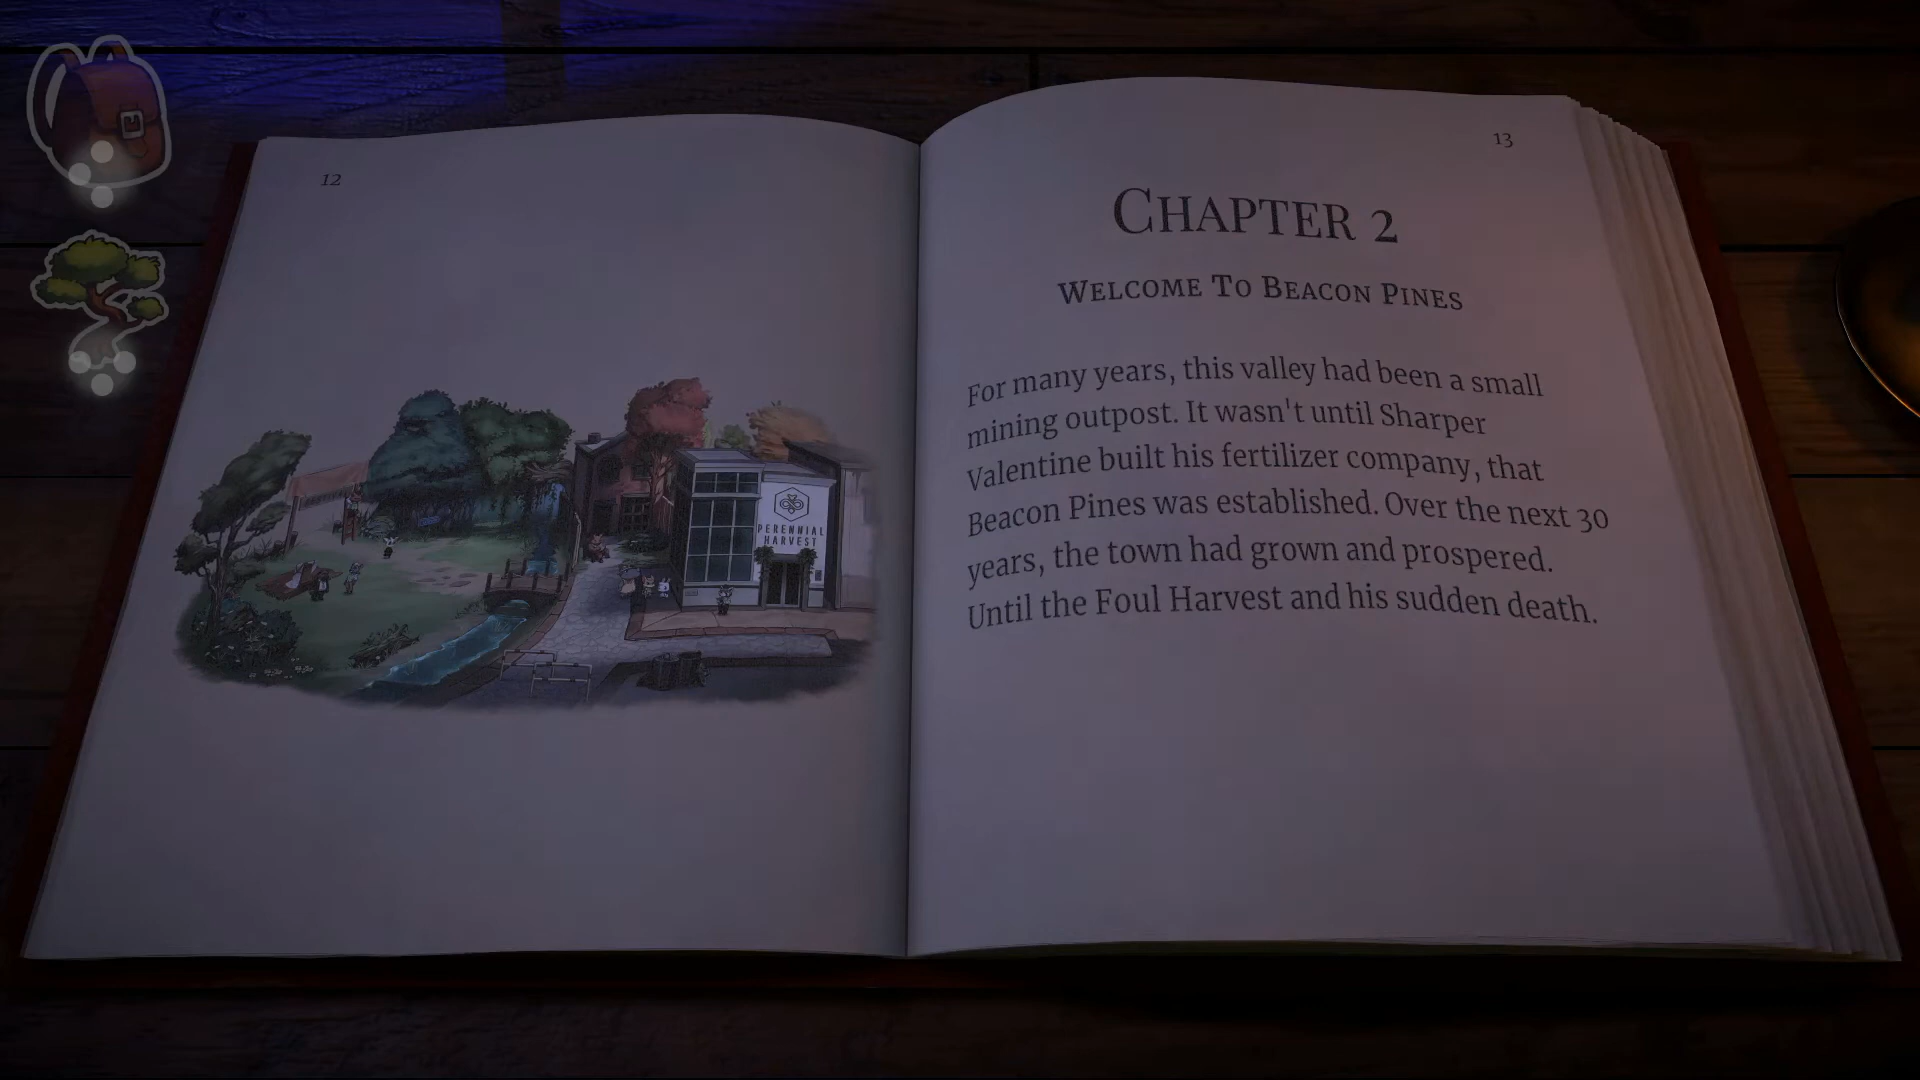 12
PERENNIAL
HARVEST
13
CHAPTER 2
WELCOME TO BEACON PINES
For many years, this valley had been a small
mining outpost. It wasn't until Sharper
Valentine built his fertilizer company, that
Beacon Pines was established. Over the next 30
years, the town had grown and prospered.
Until the Foul Harvest and his sudden death.